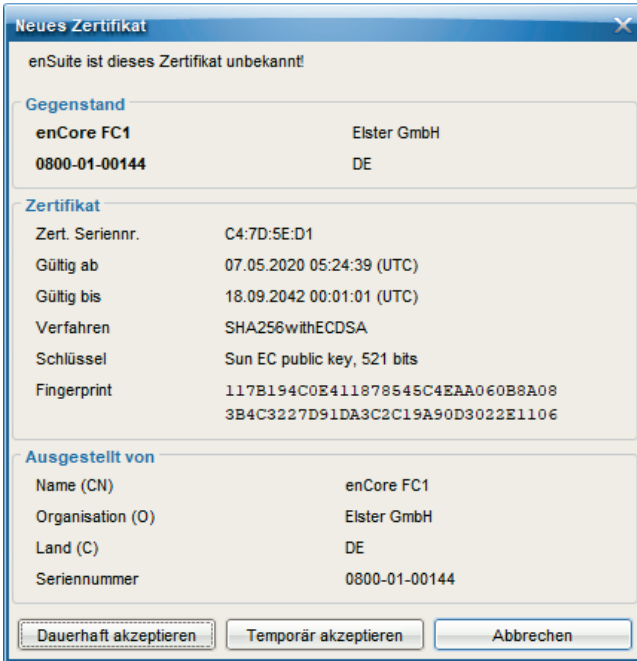 Neues Zertifikat
enSuite ist dieses Zertifikat unbekannt!
Gegenstand
enCore FC1 Elster GmbH
0800-01-00144 DE
Zertifikat
Zert. Seriennr. C4:7D:5E:D1
Gültig ab 07.05.2020 05:24:39 (UTC)
Gültig bis 18.09.2042 00:01:01 (UTC)
Verfahren SHA256withECDSA
Schlüssel Sun EC public key, 521 bits
Fingerprint 117B194C0E411878545C4EAA060B8A08
3B4C3227D91DA3C2C19A90D3022E1106
Ausgestellt von
Name (CN) enCore FC1
Organisation (O) Elster GmbH
Land (C) DE
Seriennummer 0800-01-00144
Dauerhaft akzeptieren Temporär akzeptieren Abbrechen